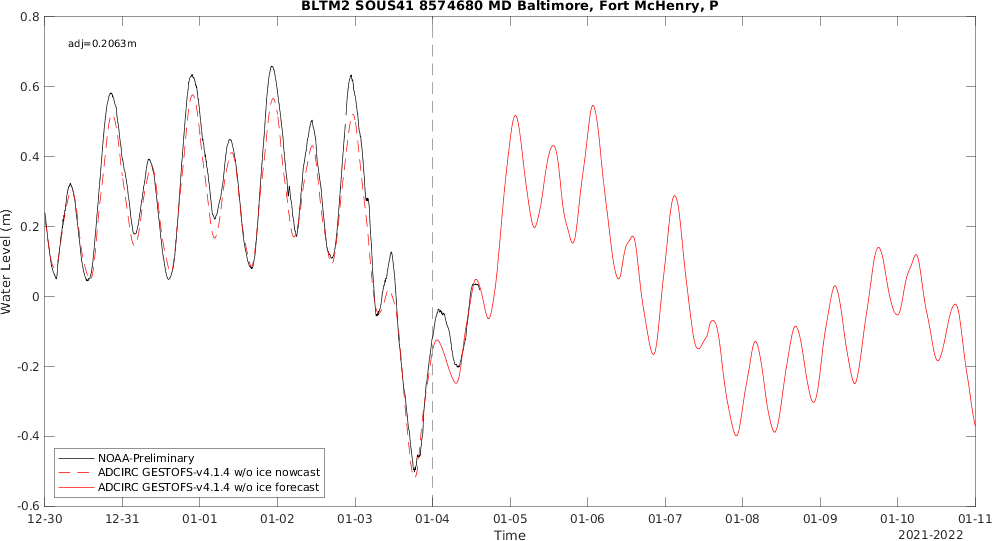 BLTM2 SOUS41 8574680 MD Baltimore, Fort McHenry, P
adj=0.2063m
Water Level (m)
0.8
0.6
0.4
0.2
0
-0.2
-0.4
-0.6
NOAA-Preliminary
ADCIRC GESTOFS-v4.1.4 w/o ice nowcast
ADCIRC GESTOFS-v4.1.4 w/o ice forecast
12-30 12-31 01-01 01-02 01-03 01-04 01-05 01-06 01-07 01-08 01-09 01-10 01-11
Time
2021-2022